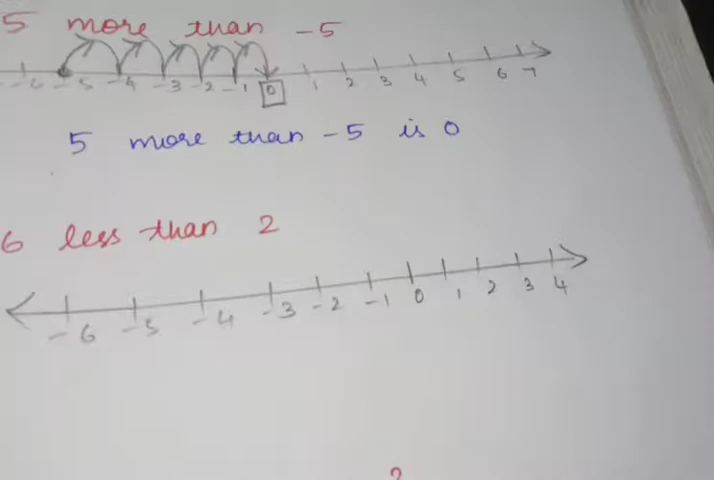 5 more than -5
-6 -5 -4 -3 -2 -1 0 1 2 3 4 5 6 7
5 more than -5 is 0
6 less than 2
-6 -5 -4 -3 -2 -1 0 1 2 3 4